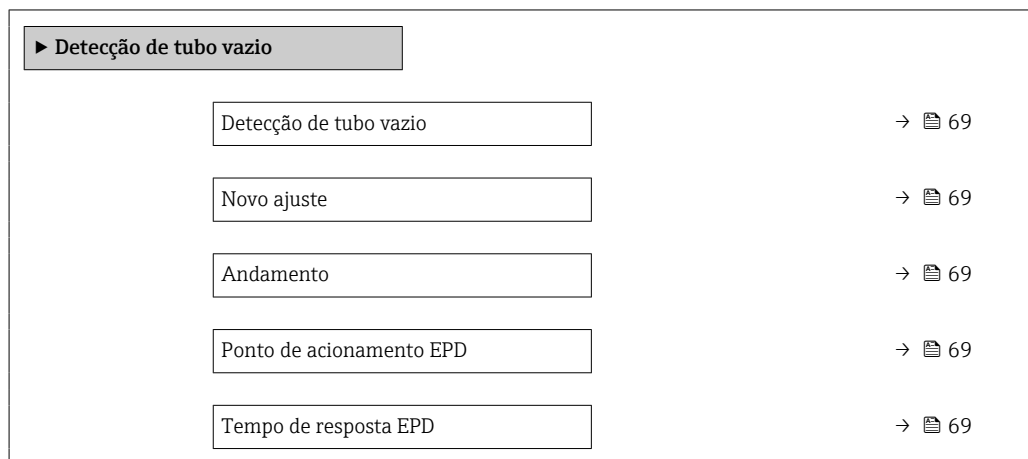 ▶ Detecção de tubo vazio
Detecção de tubo vazio → 69
Novo ajuste → 69
Andamento → 69
Ponto de acionamento EPD → 69
Tempo de resposta EPD → 69